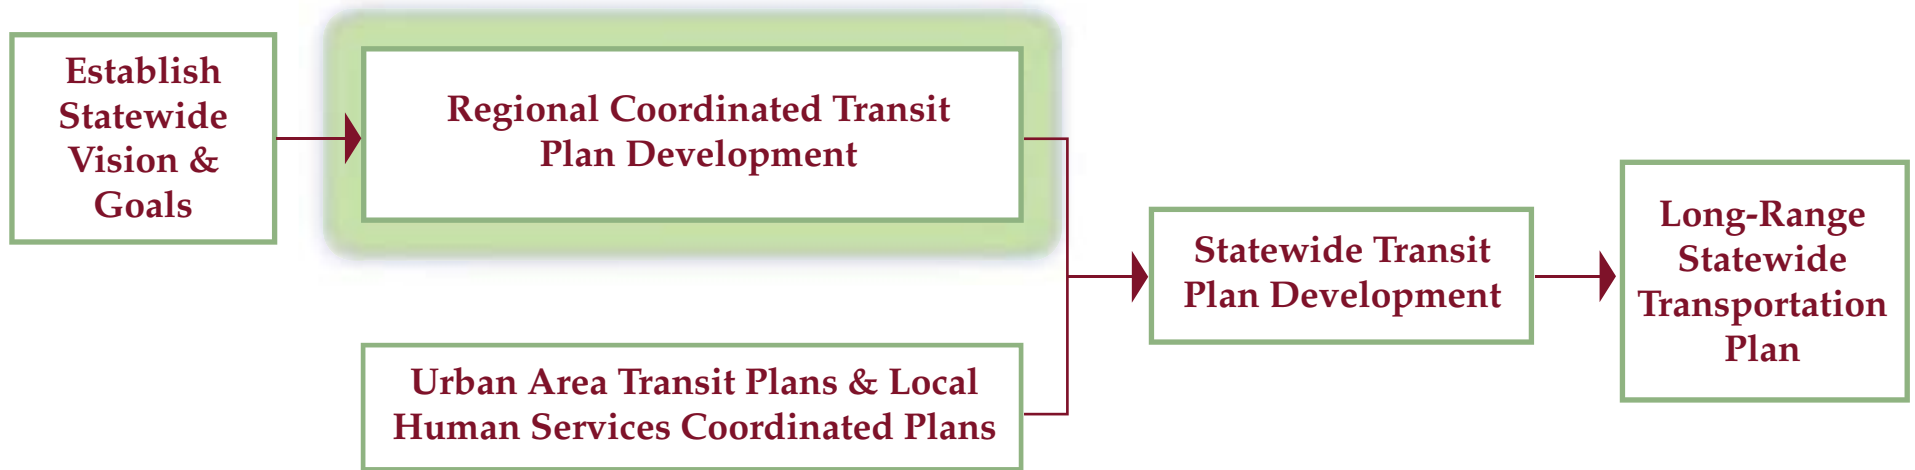 Establish
Statewide
Vision &
Goals
Regional Coordinated Transit
Plan Development
Urban Area Transit Plans & Local
Human Services Coordinated Plans
Statewide Transit
Plan Development
Long-Range
Statewide
Transportation
Plan